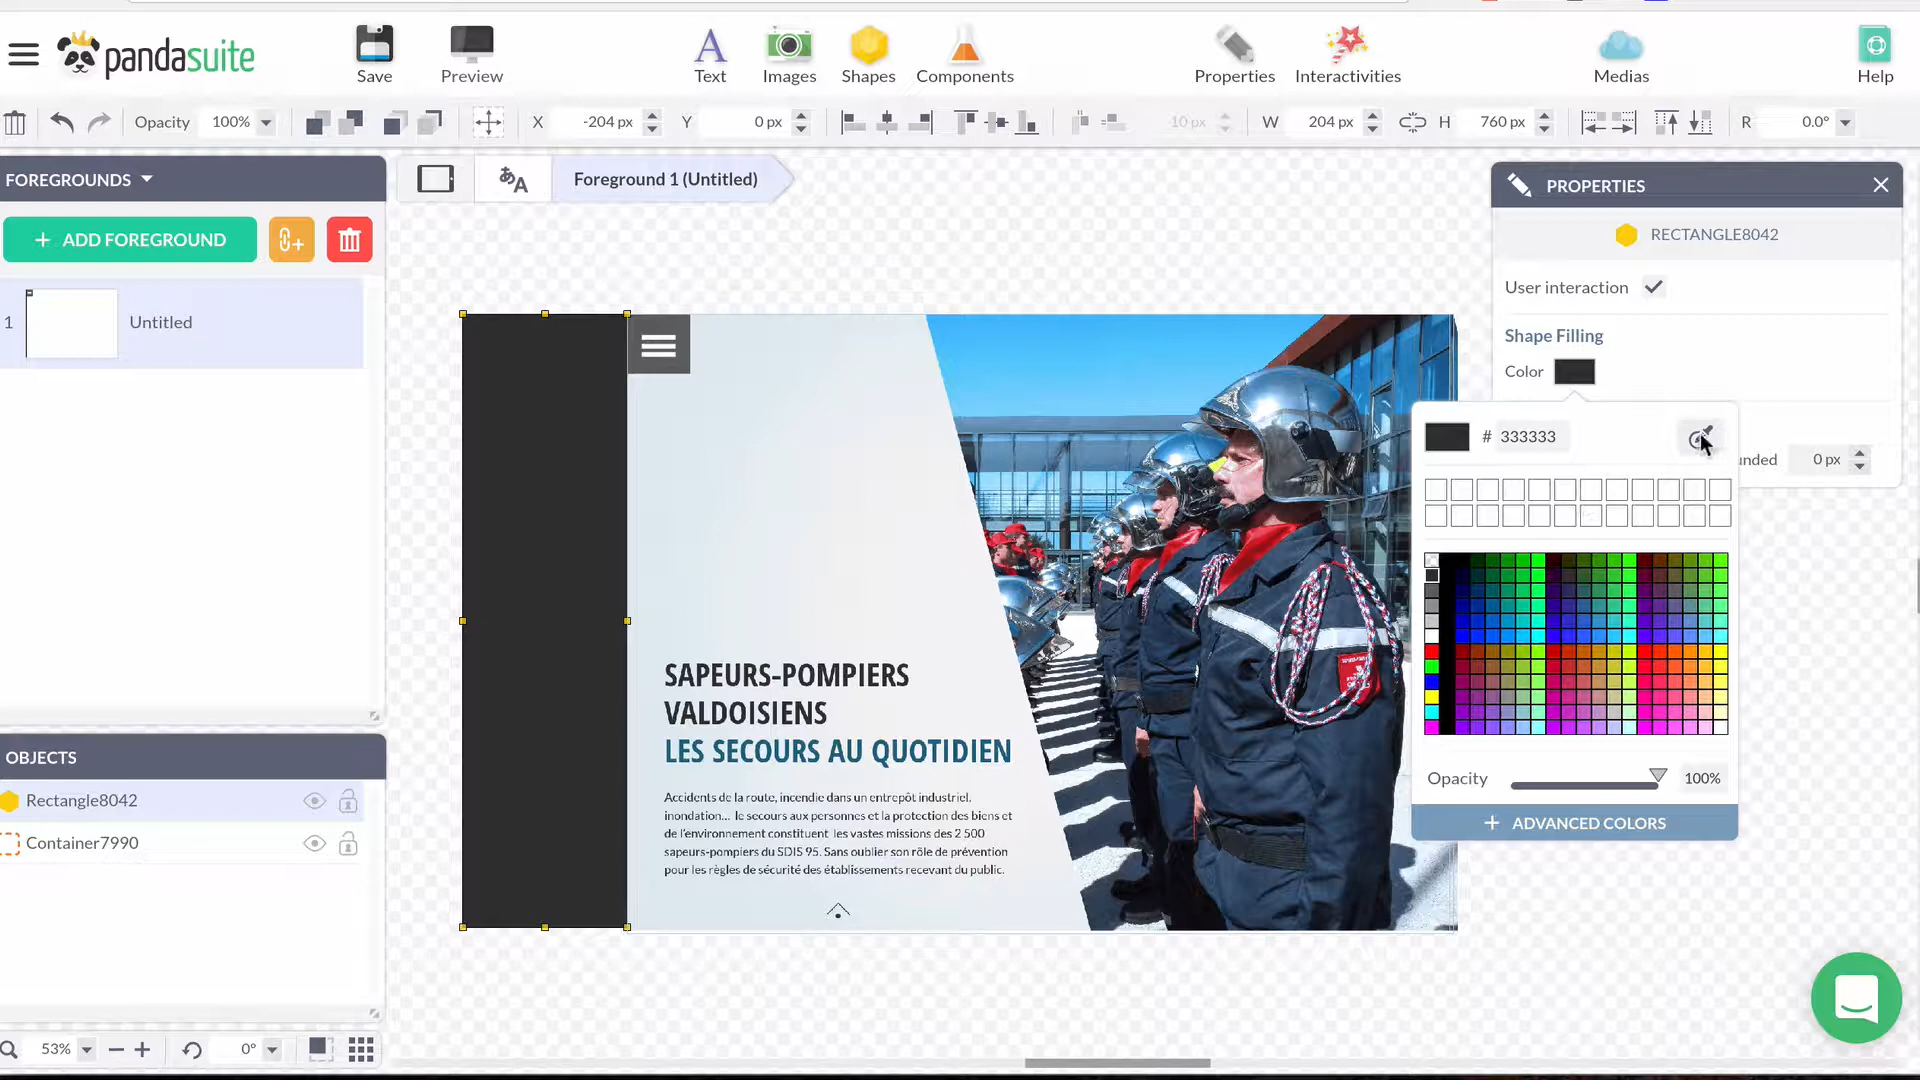 pandasuite
Save
Preview
Text
Images
Shapes
Components
Properties
Interactivities
Medias
Help
Opacity 100%
X -204 px
Y 0 px
10 px
W 204 px
H 760 px
R 0.0°
FOREGROUNDS
+ ADD FOREGROUND
1 Untitled
あA
Foreground 1 (Untitled)
PROPERTIES
RECTANGLE8042
User interaction
Shape Filling
Color
# 333333
unded 0 px
Opacity 100%
+ ADVANCED COLORS
SAPEURS-POMPIERS
VALDOISIENS
LES SECOURS AU QUOTIDIEN
Accidents de la route, incendie dans un entrepôt industriel,
inondation... le secours aux personnes et la protection des biens et
de l'environnement constituent les vastes missions des 2 500
sapeurs-pompiers du SDIS 95. Sans oublier son rôle de prévention
pour les règles de sécurité des établissements recevant du public.
OBJECTS
Rectangle8042
Container7990
53%
0°